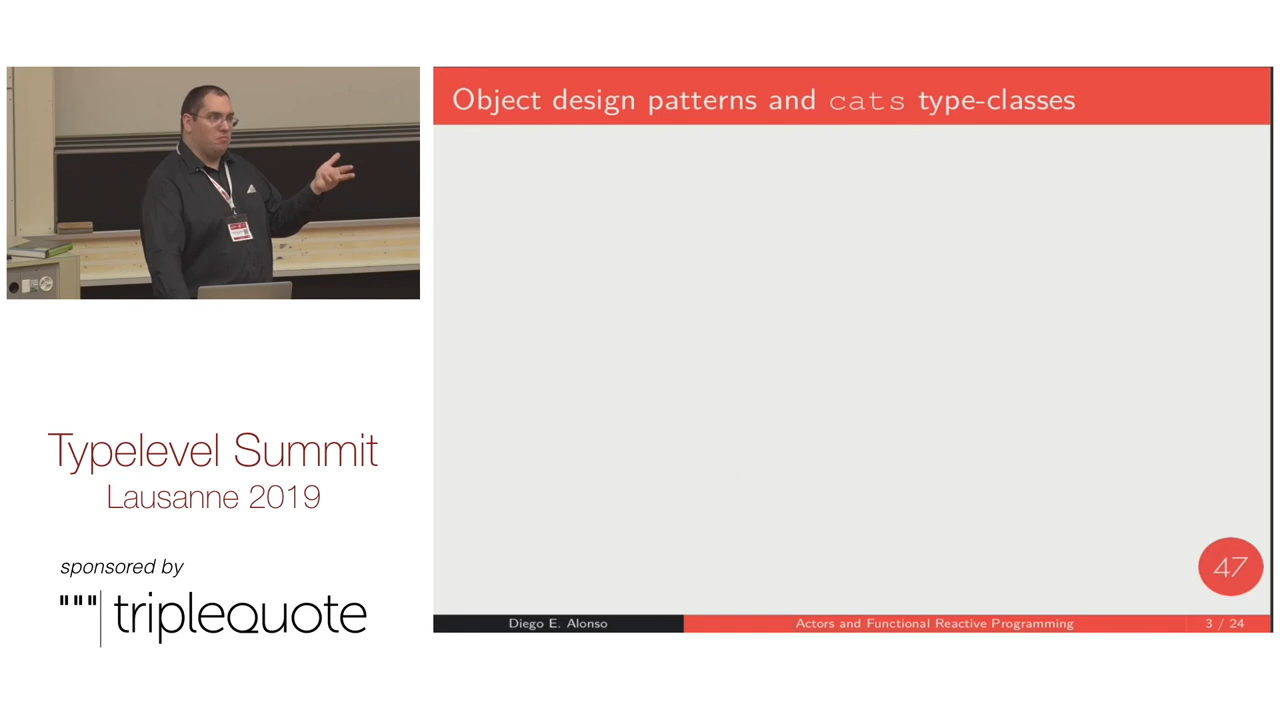 Object design patterns and cats type-classes
Typelevel Summit
Lausanne 2019
sponsored by
""" triplequote
47
Diego E. Alonso
Actors and Functional Reactive Programming
3 / 24